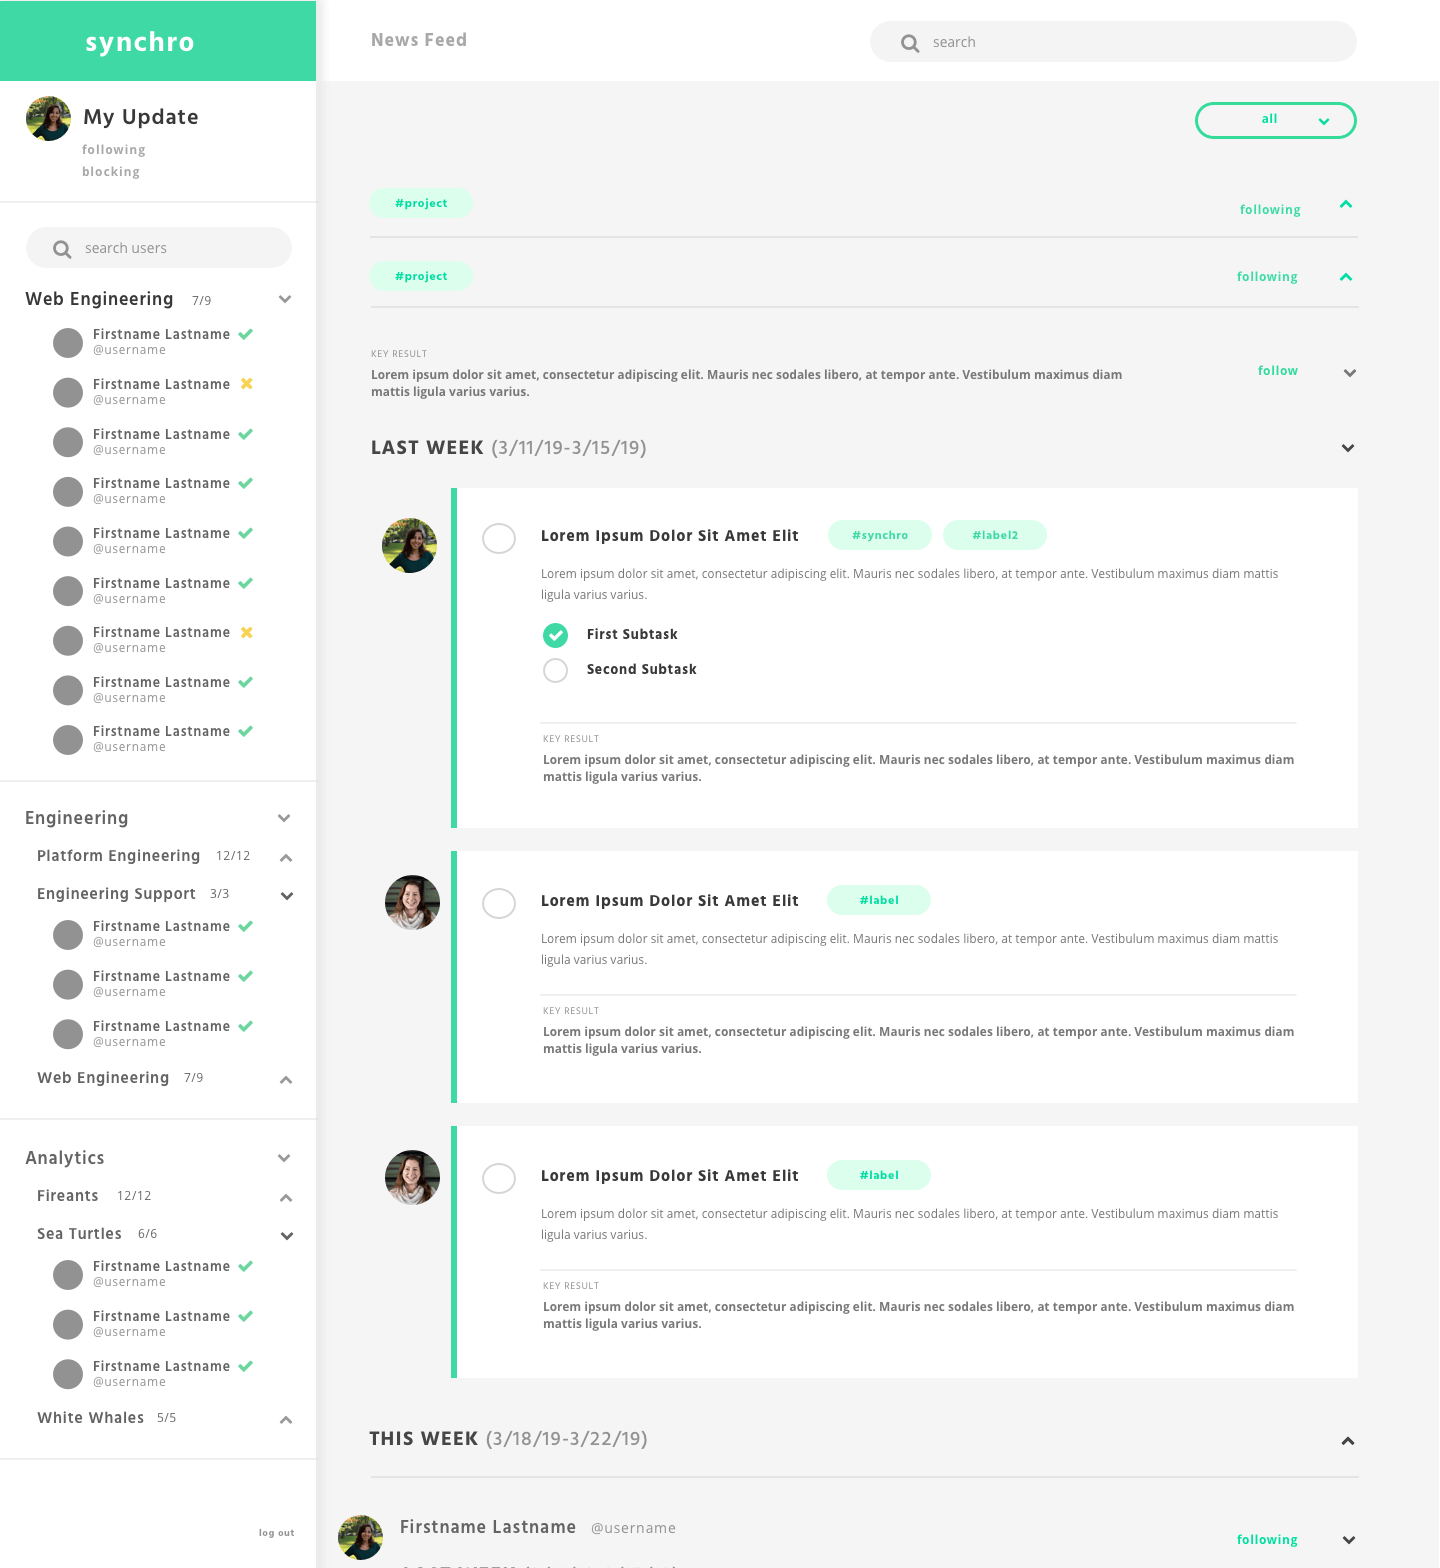 synchro
My Update
following
blocking
search users
Web Engineering 7/9
Firstname Lastname
@username
Firstname Lastname
@username
Firstname Lastname
@username
Firstname Lastname
@username
Firstname Lastname
@username
Firstname Lastname
@username
Firstname Lastname
@username
Firstname Lastname
@username
Firstname Lastname
@username
Engineering
Platform Engineering 12/12
Engineering Support 3/3
Firstname Lastname
@username
Firstname Lastname
@username
Firstname Lastname
@username
Web Engineering 7/9
Analytics
Fireants 12/12
Sea Turtles 6/6
Firstname Lastname
@username
Firstname Lastname
@username
Firstname Lastname
@username
White Whales 5/5
log out
News Feed
search
all
#project
following
#project
following
KEY RESULT
Lorem ipsum dolor sit amet, consectetur adipiscing elit. Mauris nec sodales libero, at tempor ante. Vestibulum maximus diam
mattis ligula varius varius.
follow
LAST WEEK (3/11/19-3/15/19)
Lorem Ipsum Dolor Sit Amet Elit #synchro #label2
Lorem ipsum dolor sit amet, consectetur adipiscing elit. Mauris nec sodales libero, at tempor ante. Vestibulum maximus diam mattis
ligula varius varius.
First Subtask
Second Subtask
KEY RESULT
Lorem ipsum dolor sit amet, consectetur adipiscing elit. Mauris nec sodales libero, at tempor ante. Vestibulum maximus diam
mattis ligula varius varius.
Lorem Ipsum Dolor Sit Amet Elit #label
Lorem ipsum dolor sit amet, consectetur adipiscing elit. Mauris nec sodales libero, at tempor ante. Vestibulum maximus diam mattis
ligula varius varius.
KEY RESULT
Lorem ipsum dolor sit amet, consectetur adipiscing elit. Mauris nec sodales libero, at tempor ante. Vestibulum maximus diam
mattis ligula varius varius.
Lorem Ipsum Dolor Sit Amet Elit #label
Lorem ipsum dolor sit amet, consectetur adipiscing elit. Mauris nec sodales libero, at tempor ante. Vestibulum maximus diam mattis
ligula varius varius.
KEY RESULT
Lorem ipsum dolor sit amet, consectetur adipiscing elit. Mauris nec sodales libero, at tempor ante. Vestibulum maximus diam
mattis ligula varius varius.
THIS WEEK (3/18/19-3/22/19)
Firstname Lastname @username
following